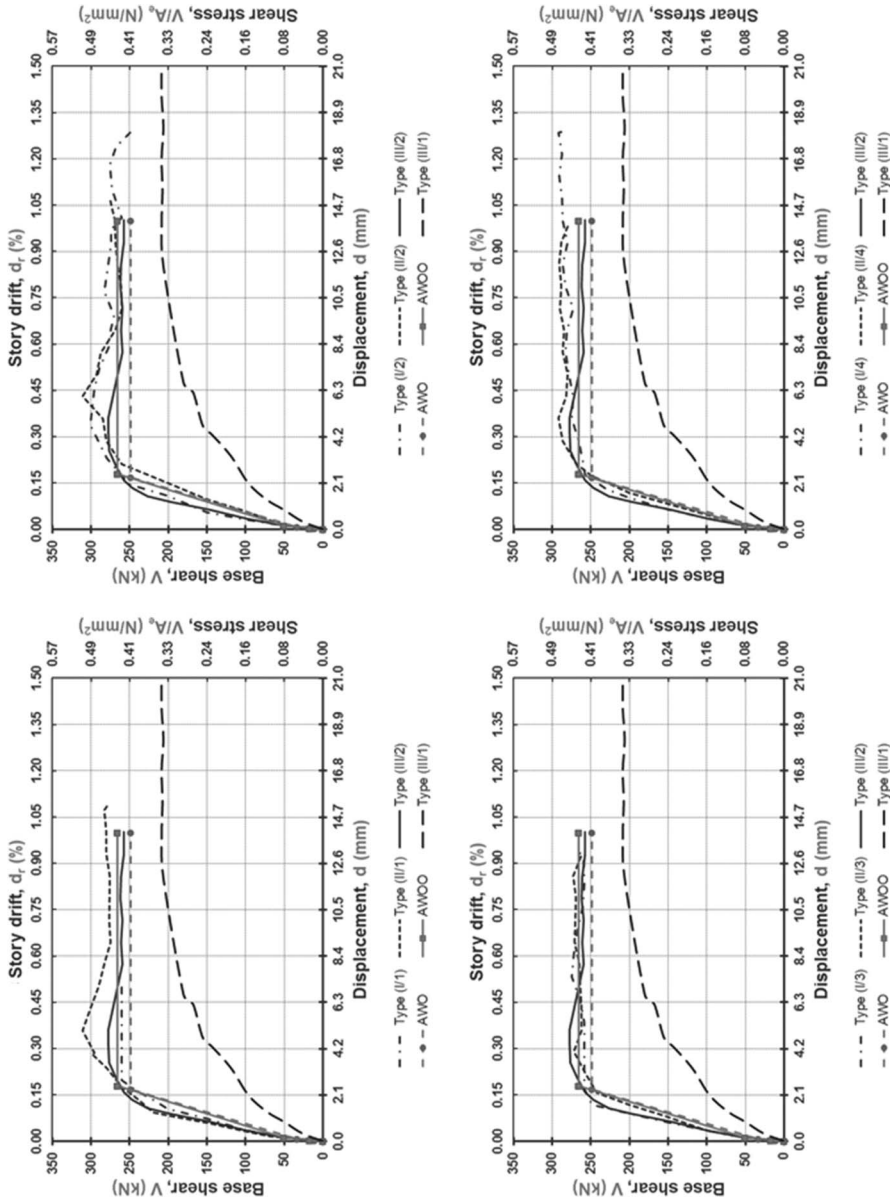 Story drift, dr (%)
0.00 0.15 0.30 0.45 0.60 0.75 0.90 1.05 1.20 1.35 1.50
Base shear, V (kN)
350
300
250
200
150
100
50
0
Shear stress, V/Ae (N/mm²)
0.57
0.49
0.41
0.33
0.24
0.16
0.08
0.00
0.0 2.1 4.2 6.3 8.4 10.5 12.6 14.7 16.8 18.9 21.0
Displacement, d (mm)
Type (I/1) Type (II/1) Type (III/2)
AWO AWOO Type (III/1)
Story drift, dr (%)
0.00 0.15 0.30 0.45 0.60 0.75 0.90 1.05 1.20 1.35 1.50
Base shear, V (kN)
350
300
250
200
150
100
50
0
Shear stress, V/Ae (N/mm²)
0.57
0.49
0.41
0.33
0.24
0.16
0.08
0.00
0.0 2.1 4.2 6.3 8.4 10.5 12.6 14.7 16.8 18.9 21.0
Displacement, d (mm)
Type (I/2) Type (II/2) Type (III/2)
AWO AWOO Type (III/1)
Story drift, dr (%)
0.00 0.15 0.30 0.45 0.60 0.75 0.90 1.05 1.20 1.35 1.50
Base shear, V (kN)
350
300
250
200
150
100
50
0
Shear stress, V/Ae (N/mm²)
0.57
0.49
0.41
0.33
0.24
0.16
0.08
0.00
0.0 2.1 4.2 6.3 8.4 10.5 12.6 14.7 16.8 18.9 21.0
Displacement, d (mm)
Type (I/3) Type (II/3) Type (III/2)
AWO AWOO Type (III/1)
Story drift, dr (%)
0.00 0.15 0.30 0.45 0.60 0.75 0.90 1.05 1.20 1.35 1.50
Base shear, V (kN)
350
300
250
200
150
100
50
0
Shear stress, V/Ae (N/mm²)
0.57
0.49
0.41
0.33
0.24
0.16
0.08
0.00
0.0 2.1 4.2 6.3 8.4 10.5 12.6 14.7 16.8 18.9 21.0
Displacement, d (mm)
Type (I/4) Type (II/4) Type (III/2)
AWO AWOO Type (III/1)